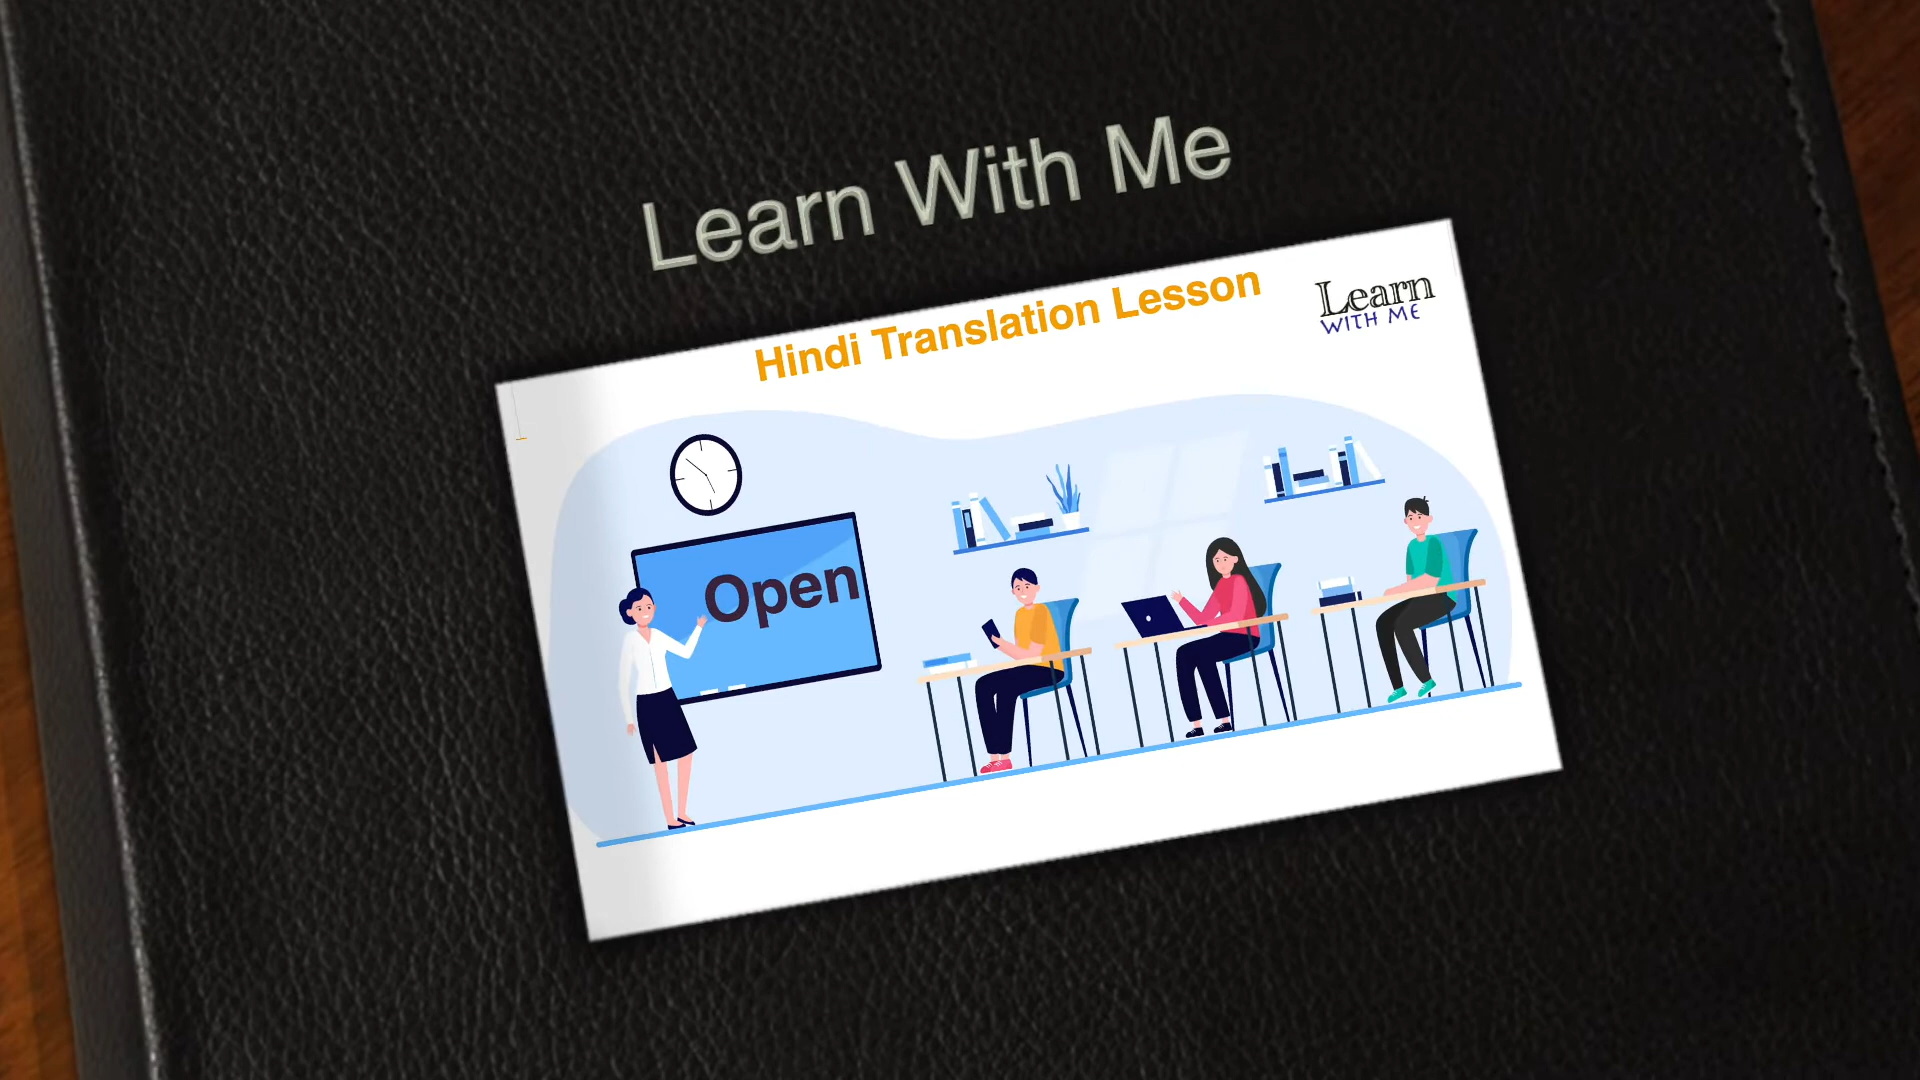 Learn With Me
Hindi Translation Lesson
Learn
WITH ME
Open